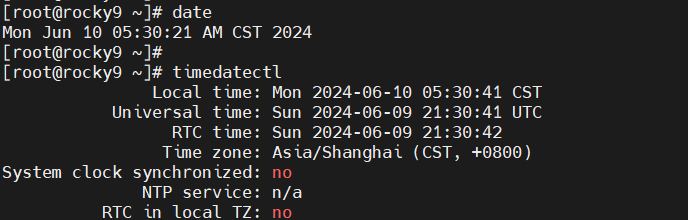 [root@rocky9 ~]# date
Mon Jun 10 05:30:21 AM CST 2024
[root@rocky9 ~]#
[root@rocky9 ~]# timedatectl
Local time: Mon 2024-06-10 05:30:41 CST
Universal time: Sun 2024-06-09 21:30:41 UTC
RTC time: Sun 2024-06-09 21:30:42
Time zone: Asia/Shanghai (CST, +0800)
System clock synchronized: no
NTP service: n/a
RTC in local TZ: no